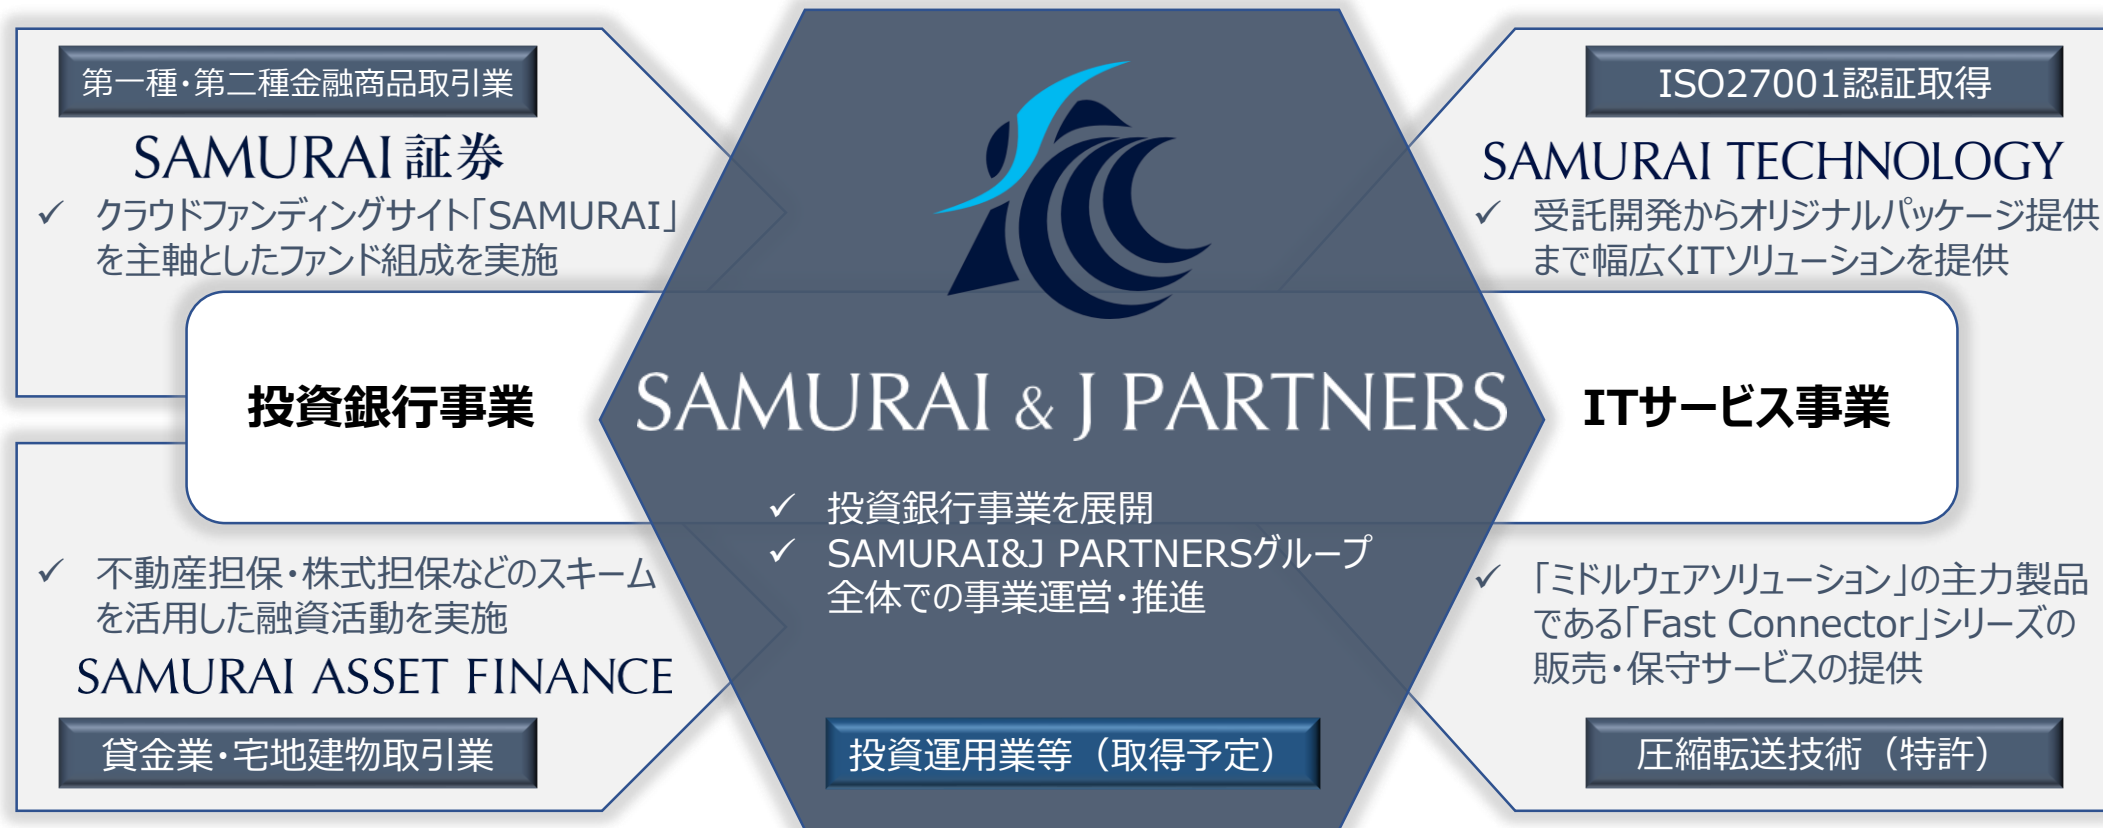 第一種・第二種金融商品取引業
SAMURAI 証券
✓ クラウドファンディングサイト「SAMURAI」
を主軸としたファンド組成を実施
投資銀行事業
✓ 不動産担保・株式担保などのスキーム
を活用した融資活動を実施
SAMURAI ASSET FINANCE
貸金業・宅地建物取引業
SAMURAI & J PARTNERS
✓ 投資銀行事業を展開
✓ SAMURAI&J PARTNERSグループ
全体での事業運営・推進
投資運用業等（取得予定）
ISO27001認証取得
SAMURAI TECHNOLOGY
✓ 受託開発からオリジナルパッケージ提供
まで幅広くITソリューションを提供
ITサービス事業
✓ 「ミドルウェアソリューション」の主力製品
である「Fast Connector」シリーズの
販売・保守サービスの提供
圧縮転送技術（特許）